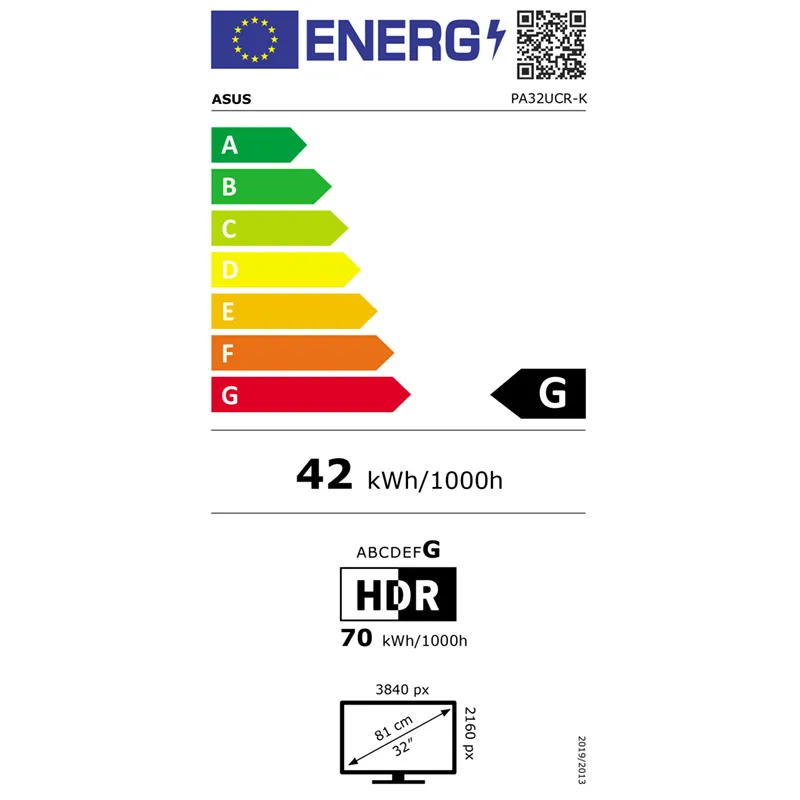 ENERG
ASUS PA32UCR-K
A
B
C
D
E
F
G
G
42 kWh/1000h
ABCDEFG
HDR
70 kWh/1000h
3840 px
81 cm
32"
2160 px
2019/2013